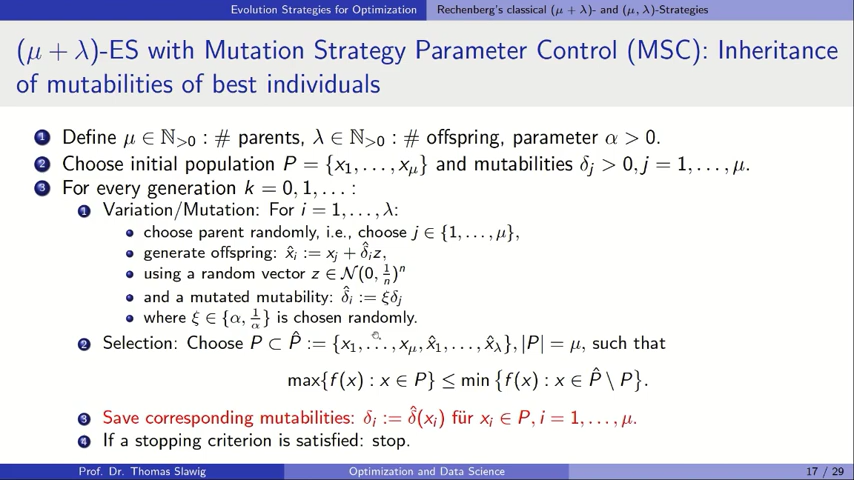 Evolution Strategies for Optimization Rechenberg's classical (μ + λ)- and (μ, λ)-Strategies
(μ + λ)-ES with Mutation Strategy Parameter Control (MSC): Inheritance
of mutabilities of best individuals
1 Define μ ∈ ℕ>0 : # parents, λ ∈ ℕ>0 : # offspring, parameter α > 0.
2 Choose initial population P = {x₁, . . . , xμ} and mutabilities δⱼ > 0, j = 1, . . . , μ.
3 For every generation k = 0, 1, . . . :
1 Variation/Mutation: For i = 1, . . . , λ:
• choose parent randomly, i.e., choose j ∈ {1, . . . , μ},
• generate offspring: x̂ᵢ := xⱼ + δ̂ᵢz,
• using a random vector z ∈ 𝒩(0, 1/n)ⁿ
• and a mutated mutability: δ̂ᵢ := ξδⱼ
• where ξ ∈ {α, 1/α} is chosen randomly.
2 Selection: Choose P ⊂ P̂ := {x₁, . . . , xμ, x̂₁, . . . , x̂λ}, |P| = μ, such that
max{f(x) : x ∈ P} ≤ min {f(x) : x ∈ P̂ \ P}.
3 Save corresponding mutabilities: δᵢ := δ̂(xᵢ) für xᵢ ∈ P, i = 1, . . . , μ.
4 If a stopping criterion is satisfied: stop.
Prof. Dr. Thomas Slawig Optimization and Data Science 17 / 29